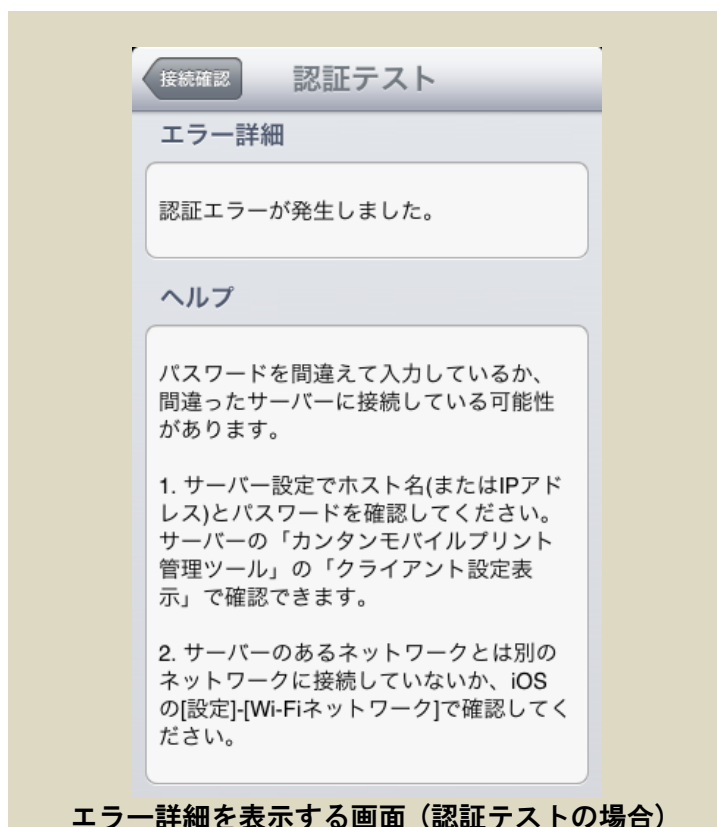 接続確認 認証テスト
エラー詳細
認証エラーが発生しました。
ヘルプ
パスワードを間違えて入力しているか、
間違ったサーバーに接続している可能性
があります。
1. サーバー設定でホスト名(またはIPアド
レス)とパスワードを確認してください。
サーバーの「カンタンモバイルプリント
管理ツール」の「クライアント設定表
示」で確認できます。
2. サーバーのあるネットワークとは別の
ネットワークに接続していないか、iOS
の[設定]-[Wi-Fiネットワーク]で確認してく
ださい。
エラー詳細を表示する画面（認証テストの場合）